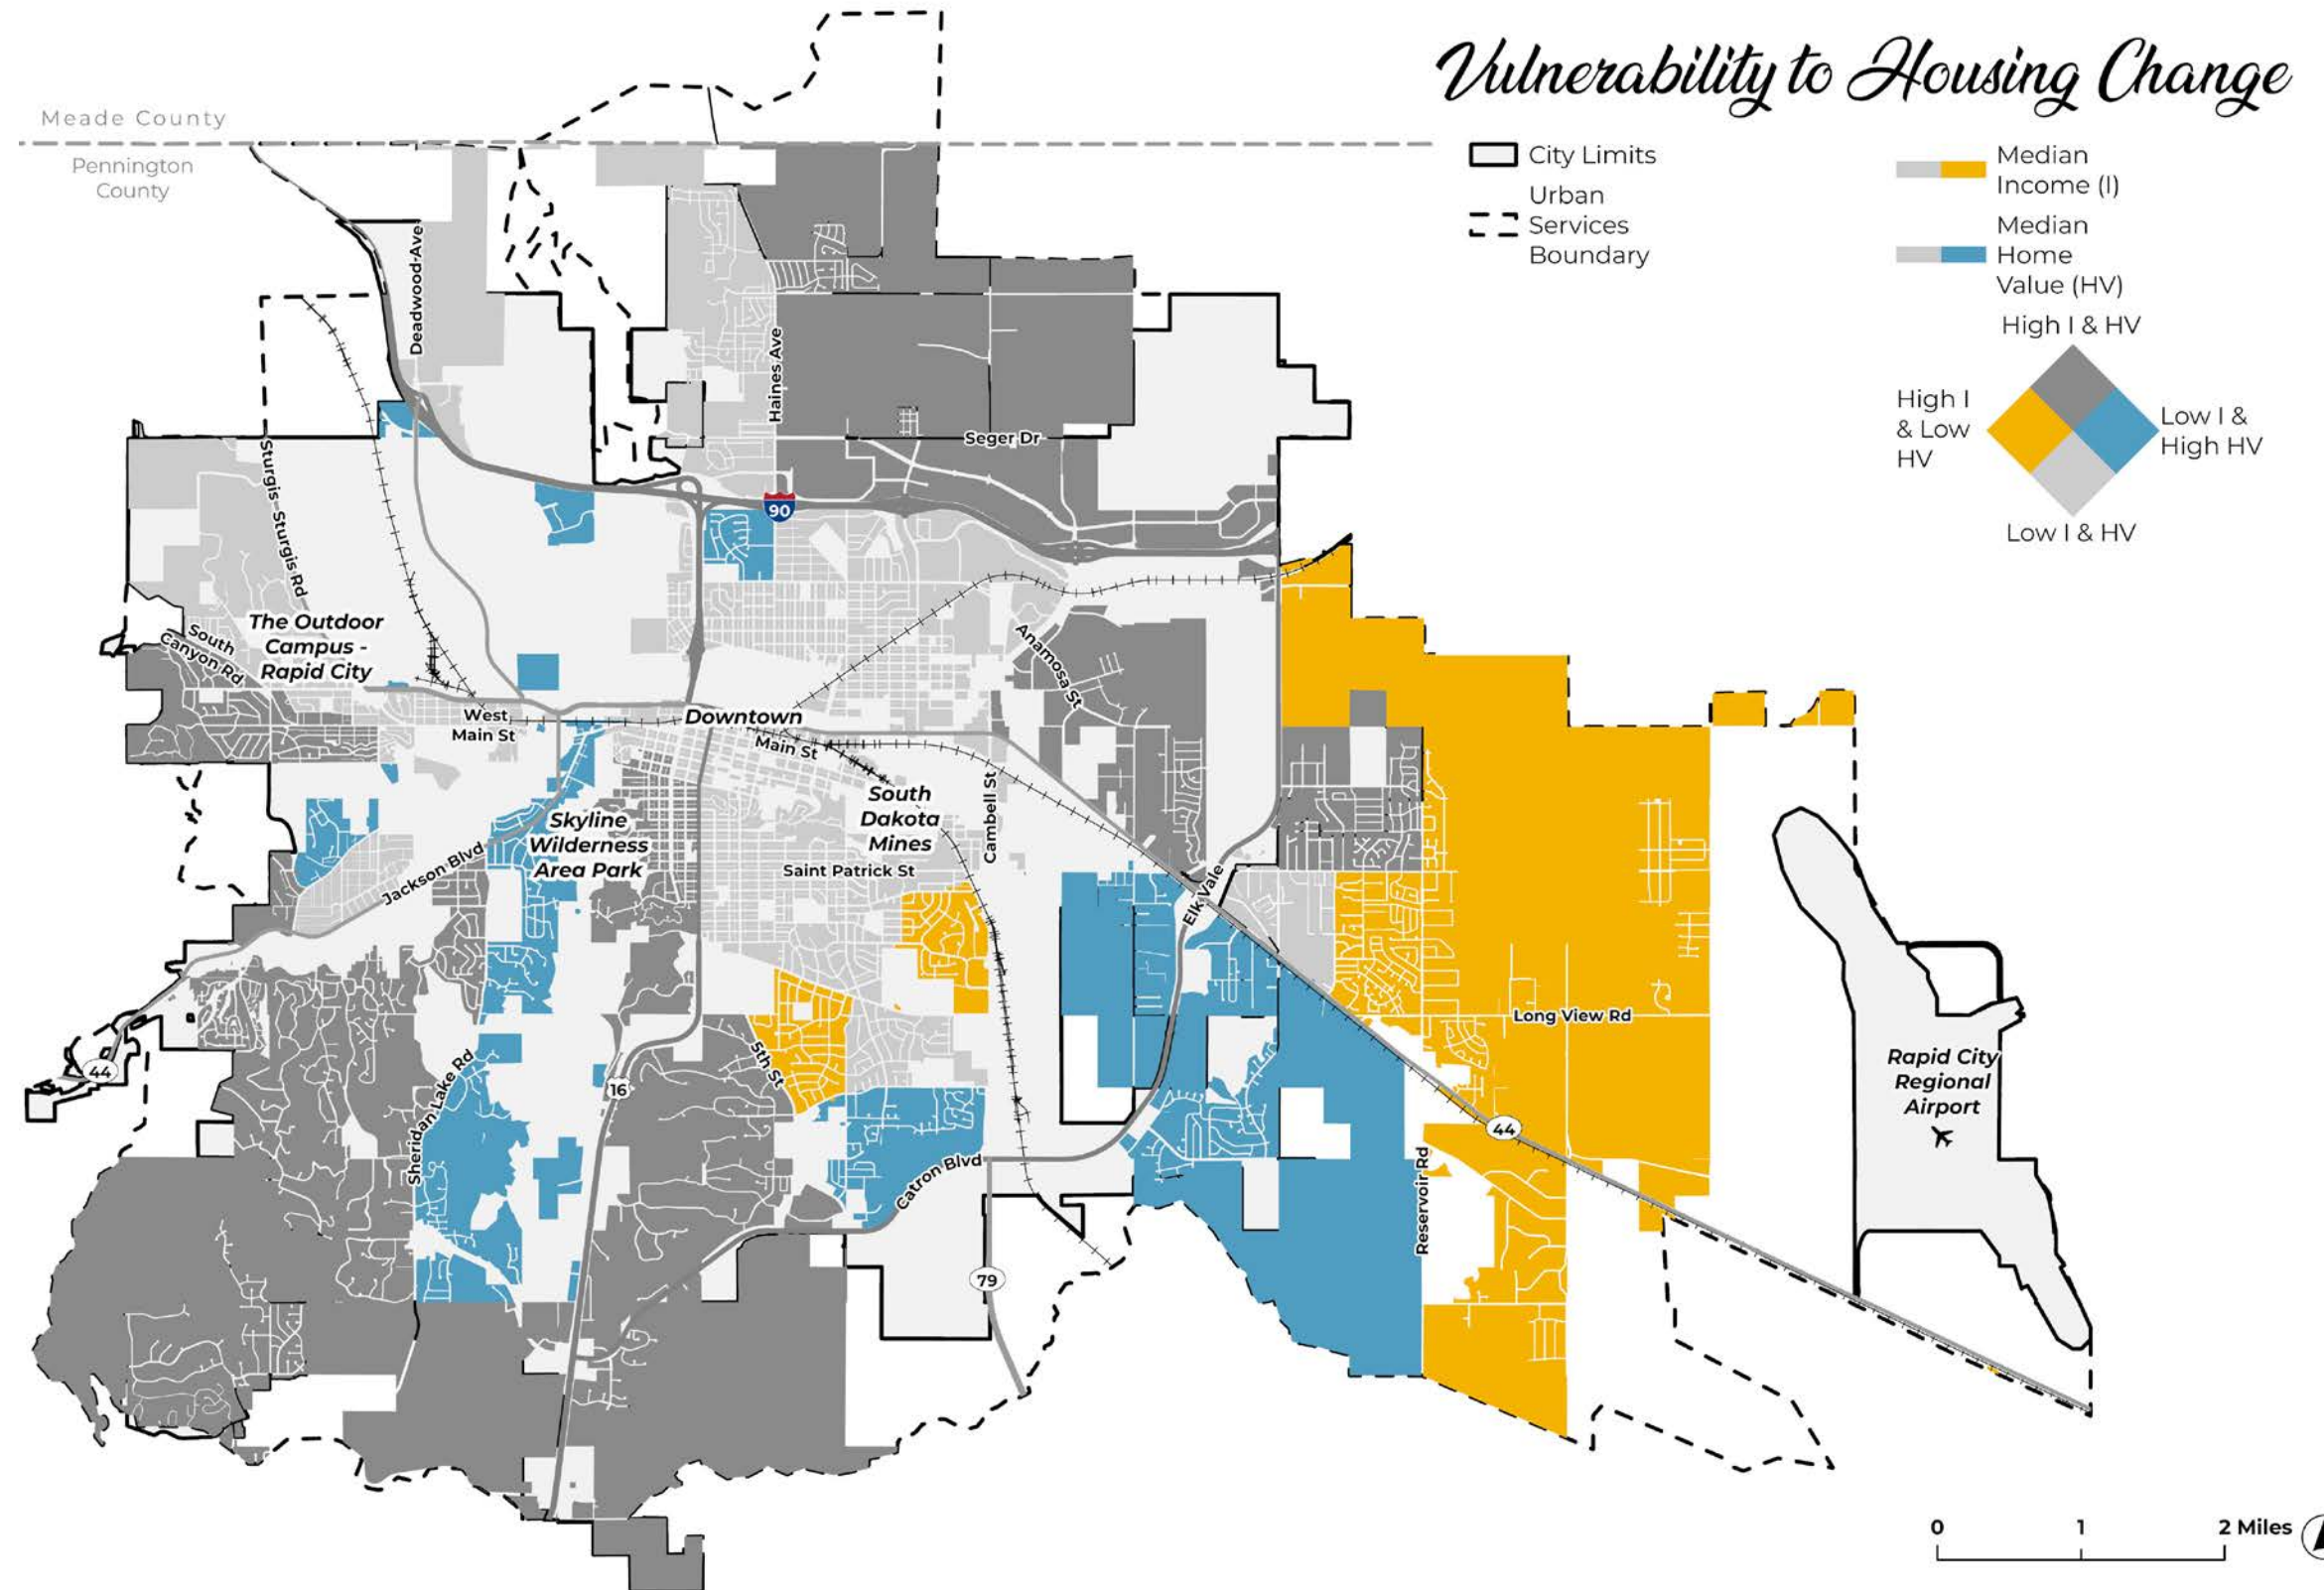 Vulnerability to Housing Change
Meade County
Pennington
County
City Limits
Urban
Services
Boundary
Median
Income (I)
Median
Home
Value (HV)
High I & HV
High I
& Low
HV
Low I &
High HV
Low I & HV
Deadwood Ave
Haines Ave
Seger Dr
Sturgis
Sturgis Rd
90
The Outdoor
Campus -
Rapid City
South
Canyon Rd
Anamosa St
West
Main St
Downtown
Main St
South
Dakota
Mines
Cambell St
Skyline
Wilderness
Area Park
Saint Patrick St
Jackson Blvd
Elk Vale
Long View Rd
44
Sheridan Lake Rd
16
5th St
Rapid City
Regional
Airport
44
Catron Blvd
Reservoir Rd
79
0 1 2 Miles